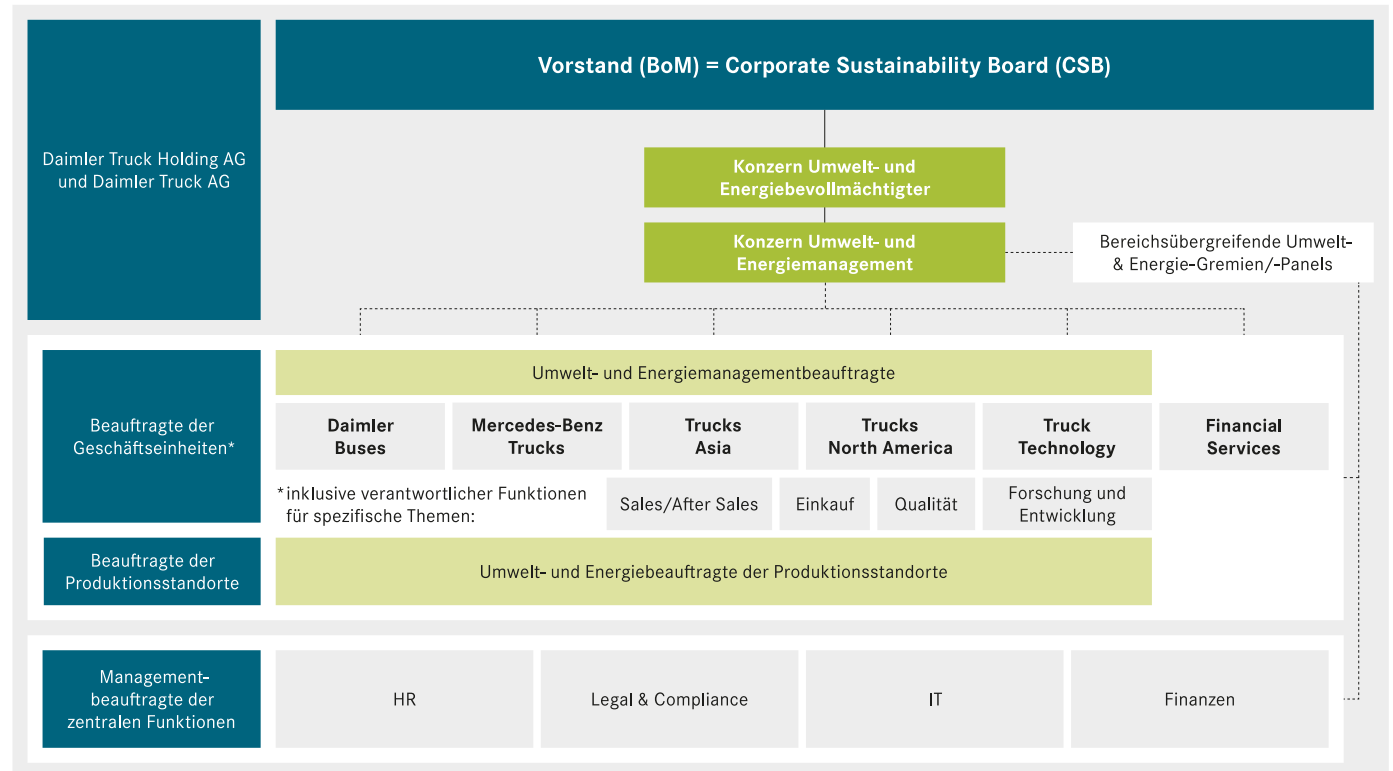 Daimler Truck Holding AG
und Daimler Truck AG
Vorstand (BoM) = Corporate Sustainability Board (CSB)
Konzern Umwelt- und
Energiebevollmächtigter
Konzern Umwelt- und
Energiemanagement
Bereichsübergreifende Umwelt-
& Energie-Gremien/-Panels
Beauftragte der
Geschäftseinheiten*
Umwelt- und Energiemanagementbeauftragte
Daimler
Buses
Mercedes-Benz
Trucks
Trucks
Asia
Trucks
North America
Truck
Technology
Financial
Services
*inklusive verantwortlicher Funktionen
für spezifische Themen:
Sales/After Sales
Einkauf
Qualität
Forschung und
Entwicklung
Beauftragte der
Produktionsstandorte
Umwelt- und Energiebeauftragte der Produktionsstandorte
Management-
beauftragte der
zentralen Funktionen
HR
Legal & Compliance
IT
Finanzen